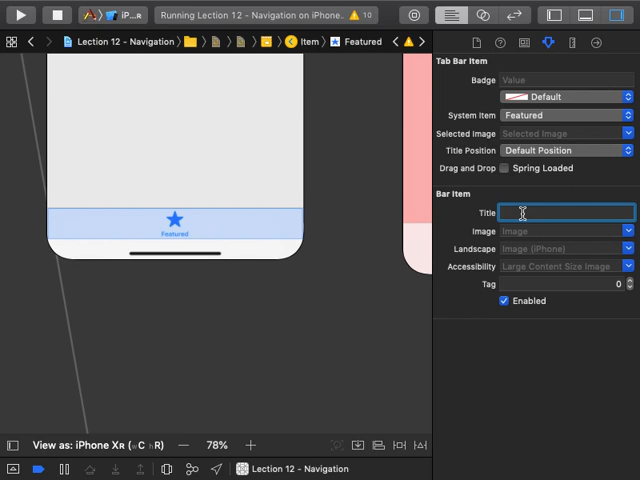 iP...R
Running Lection 12 - Navigation on iPhone.
10
Lection 12 - Navigation
Item
Featured
Tab Bar Item
Badge
Value
Default
System Item
Featured
Selected Image
Selected Image
Title Position
Default Position
Drag and Drop
Spring Loaded
Bar Item
Title
Image
Image
Landscape
Image (iPhone)
Accessibility
Large Content Size Image
Tag
0
Enabled
Featured
View as: iPhone XR (wC hR)
78%
Lection 12 - Navigation